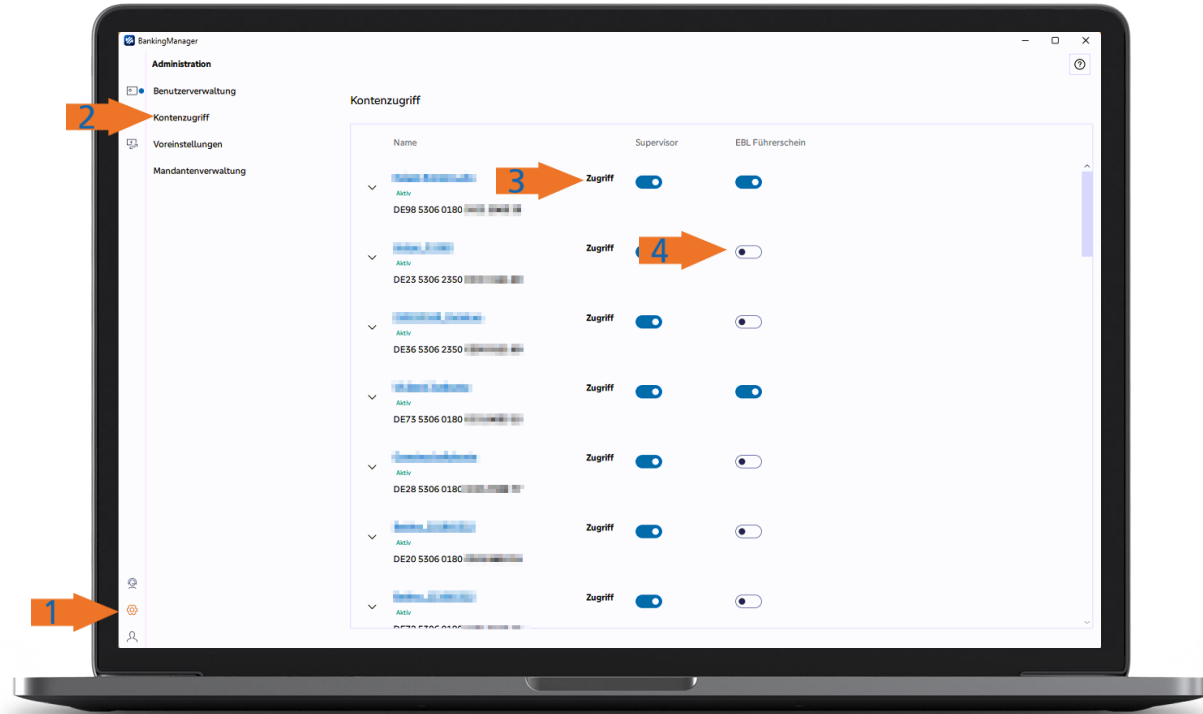 BankingManager
Administration
Benutzerverwaltung
2
Kontenzugriff
Voreinstellungen
Mandantenverwaltung
Kontenzugriff
Name Supervisor EBL Führerschein
3 Zugriff
Aktiv
DE98 5306 0180
Zugriff 4
Aktiv
DE23 5306 2350
Zugriff
Aktiv
DE36 5306 2350
Zugriff
Aktiv
DE73 5306 0180
Zugriff
Aktiv
DE28 5306 0180
Zugriff
Aktiv
DE20 5306 0180
Zugriff
Aktiv
1